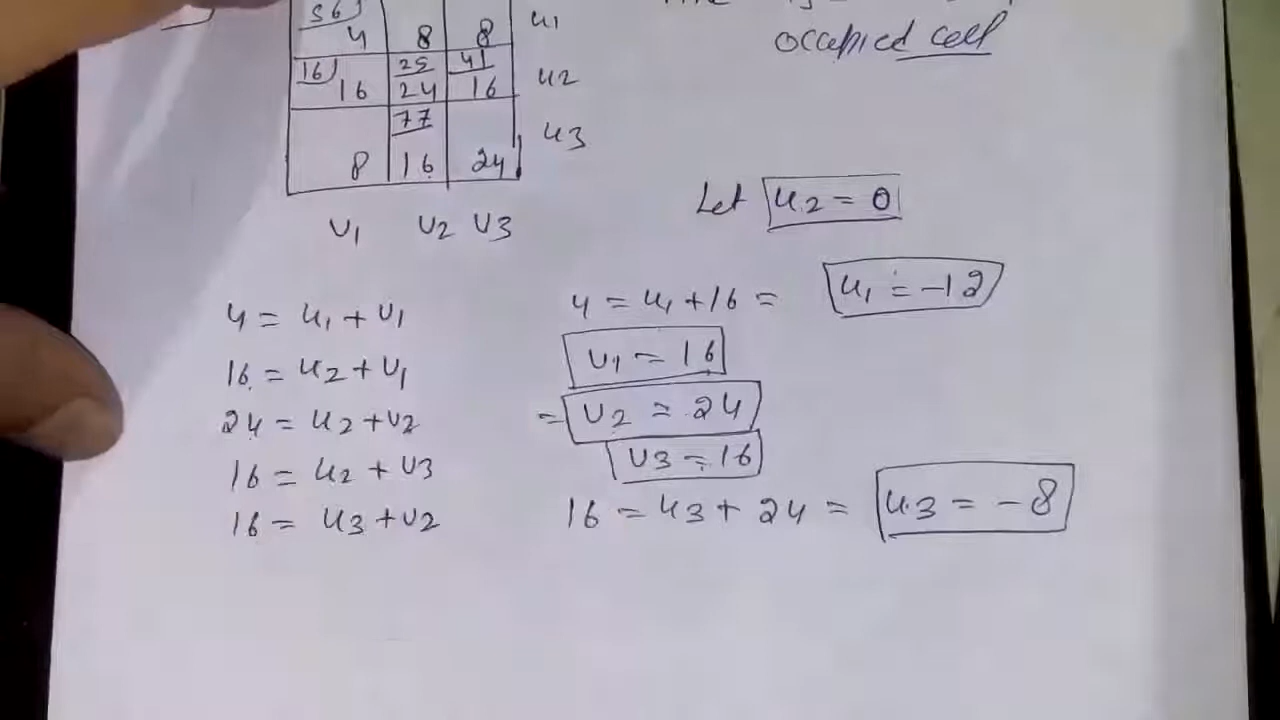 56
4 8 8 u1
16 25 41
16 24 16 u2
77
8 16 24 u3
v1 v2 v3
occupied cell
Let u2 = 0
4 = u1 + v1
16 = u2 + v1
24 = u2 + v2
16 = u2 + v3
16 = u3 + v2
4 = u1 + 16 = u1 = -12
v1 = 16
= v2 = 24
v3 = 16
16 = u3 + 24 = u3 = -8